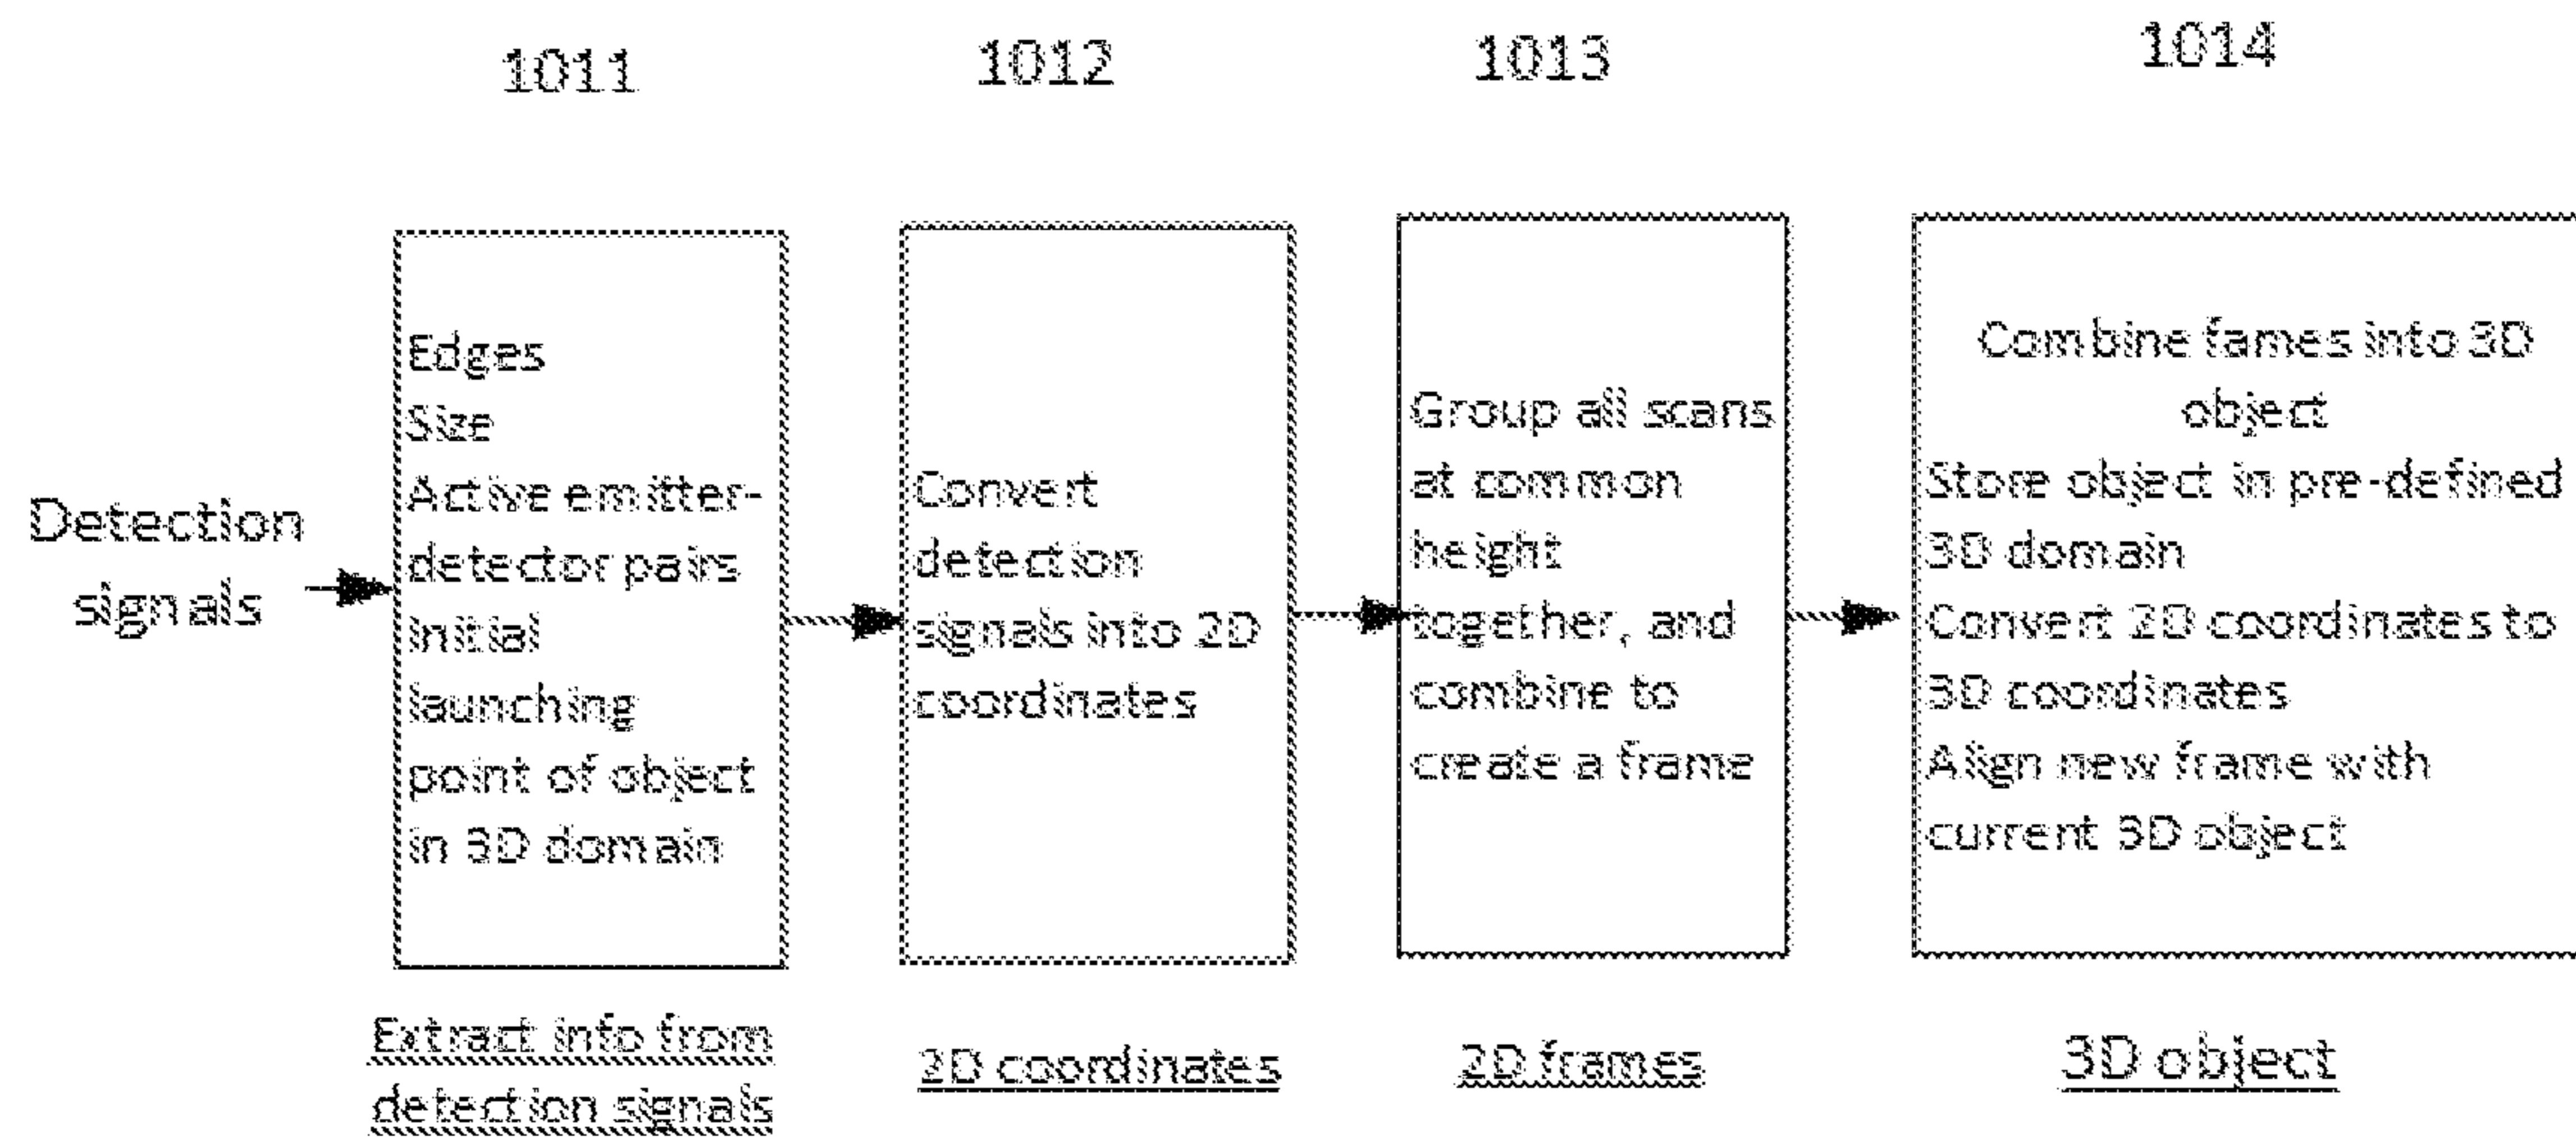 1011
1012
1013
1014
Detection
signals
Edges
Size
Active emitter-
detector pairs
Initial
launching
point of object
in 3D domain
Convert
detection
signals into 2D
coordinates
Group all scans
at common
height
together, and
combine to
create a frame
Combine fames into 3D
object
Store object in pre-defined
3D domain
Convert 2D coordinates to
3D coordinates
Align new frame with
current 3D object
Extract info from
detection signals
2D coordinates
2D frames
3D object